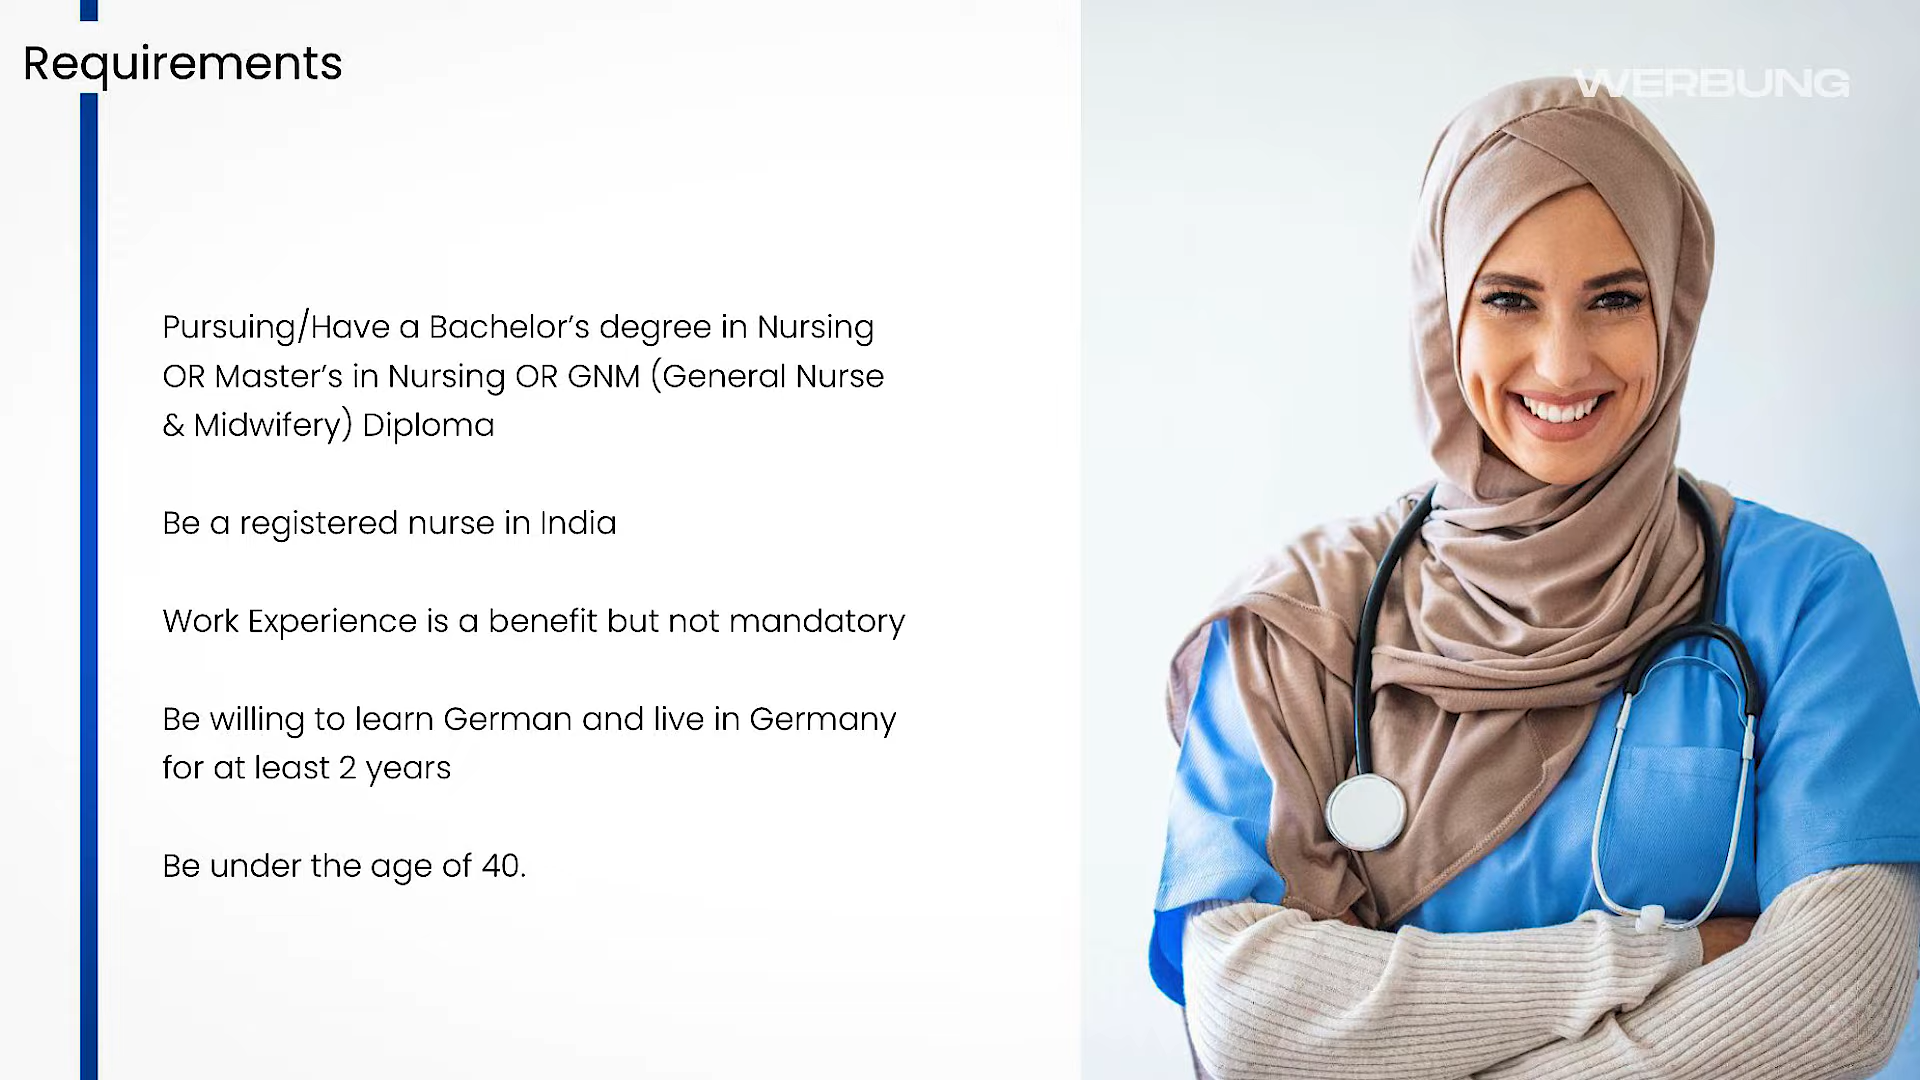 Requirements
WERBUNG
Pursuing/Have a Bachelor’s degree in Nursing
OR Master’s in Nursing OR GNM (General Nurse
& Midwifery) Diploma
Be a registered nurse in India
Work Experience is a benefit but not mandatory
Be willing to learn German and live in Germany
for at least 2 years
Be under the age of 40.